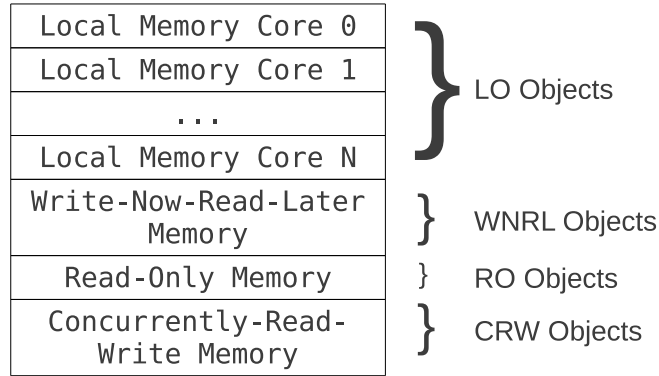 Local Memory Core 0
Local Memory Core 1
...
Local Memory Core N
Write-Now-Read-Later
Memory
Read-Only Memory
Concurrently-Read-
Write Memory
LO Objects
WNRL Objects
RO Objects
CRW Objects